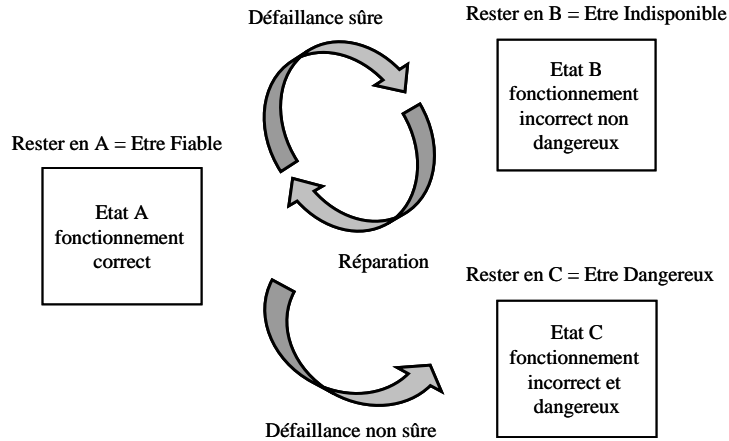 Défaillance sûre
Rester en B = Etre Indisponible
Etat B
fonctionnement
incorrect non
dangereux
Rester en A = Etre Fiable
Etat A
fonctionnement
correct
Réparation
Rester en C = Etre Dangereux
Etat C
fonctionnement
incorrect et
dangereux
Défaillance non sûre